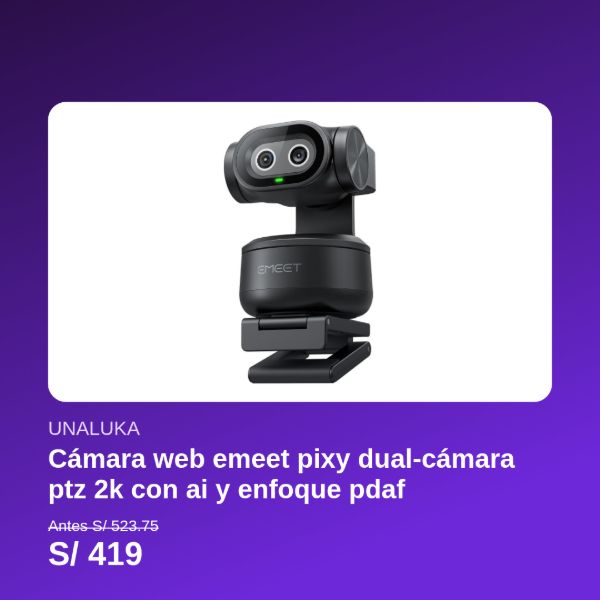 EMEET
UNALUKA
Cámara web emeet pixy dual-cámara
ptz 2k con ai y enfoque pdaf
Antes S/ 523.75
S/ 419